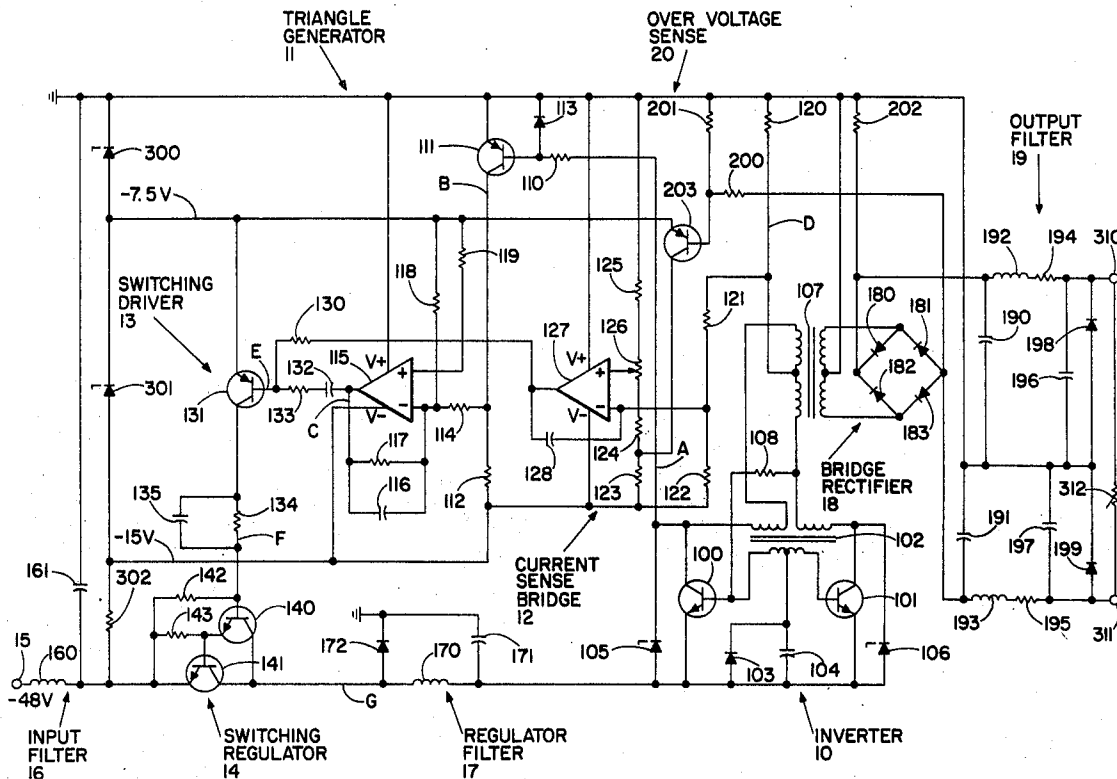 TRIANGLE
GENERATOR
11
OVER VOLTAGE
SENSE
20
113
201
120
202
OUTPUT
FILTER
19
300
111
110
B
200
203
-7.5V
D
192
194
310
119
118
125
SWITCHING
DRIVER
13
130
121
107
180
181
190
198
126
127
V+
132
115
V+
+
+
E
301
131
133
C
V-
-
114
V-
-
182
183
196
124
A
117
128
108
BRIDGE
RECTIFIER
18
116
112
123
122
312
135
134
F
-15V
CURRENT
SENSE
BRIDGE
12
102
191
197
199
161
302
142
143
140
100
101
193
195
311
15
160
141
172
171
170
105
103
104
106
-48V
G
INPUT
FILTER
16
SWITCHING
REGULATOR
14
REGULATOR
FILTER
17
INVERTER
10